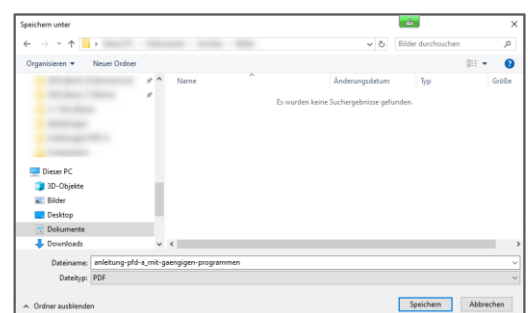 Speichern unter
Bilder durchsuchen
Organisieren Neuer Ordner
Name Änderungsdatum Typ Größe
Es wurden keine Suchergebnisse gefunden.
Dieser PC
3D-Objekte
Bilder
Desktop
Dokumente
Downloads
Dateiname: anleitung-pfd-a_mit-gaengigen-programmen
Dateityp: PDF
Ordner ausblenden Speichern Abbrechen